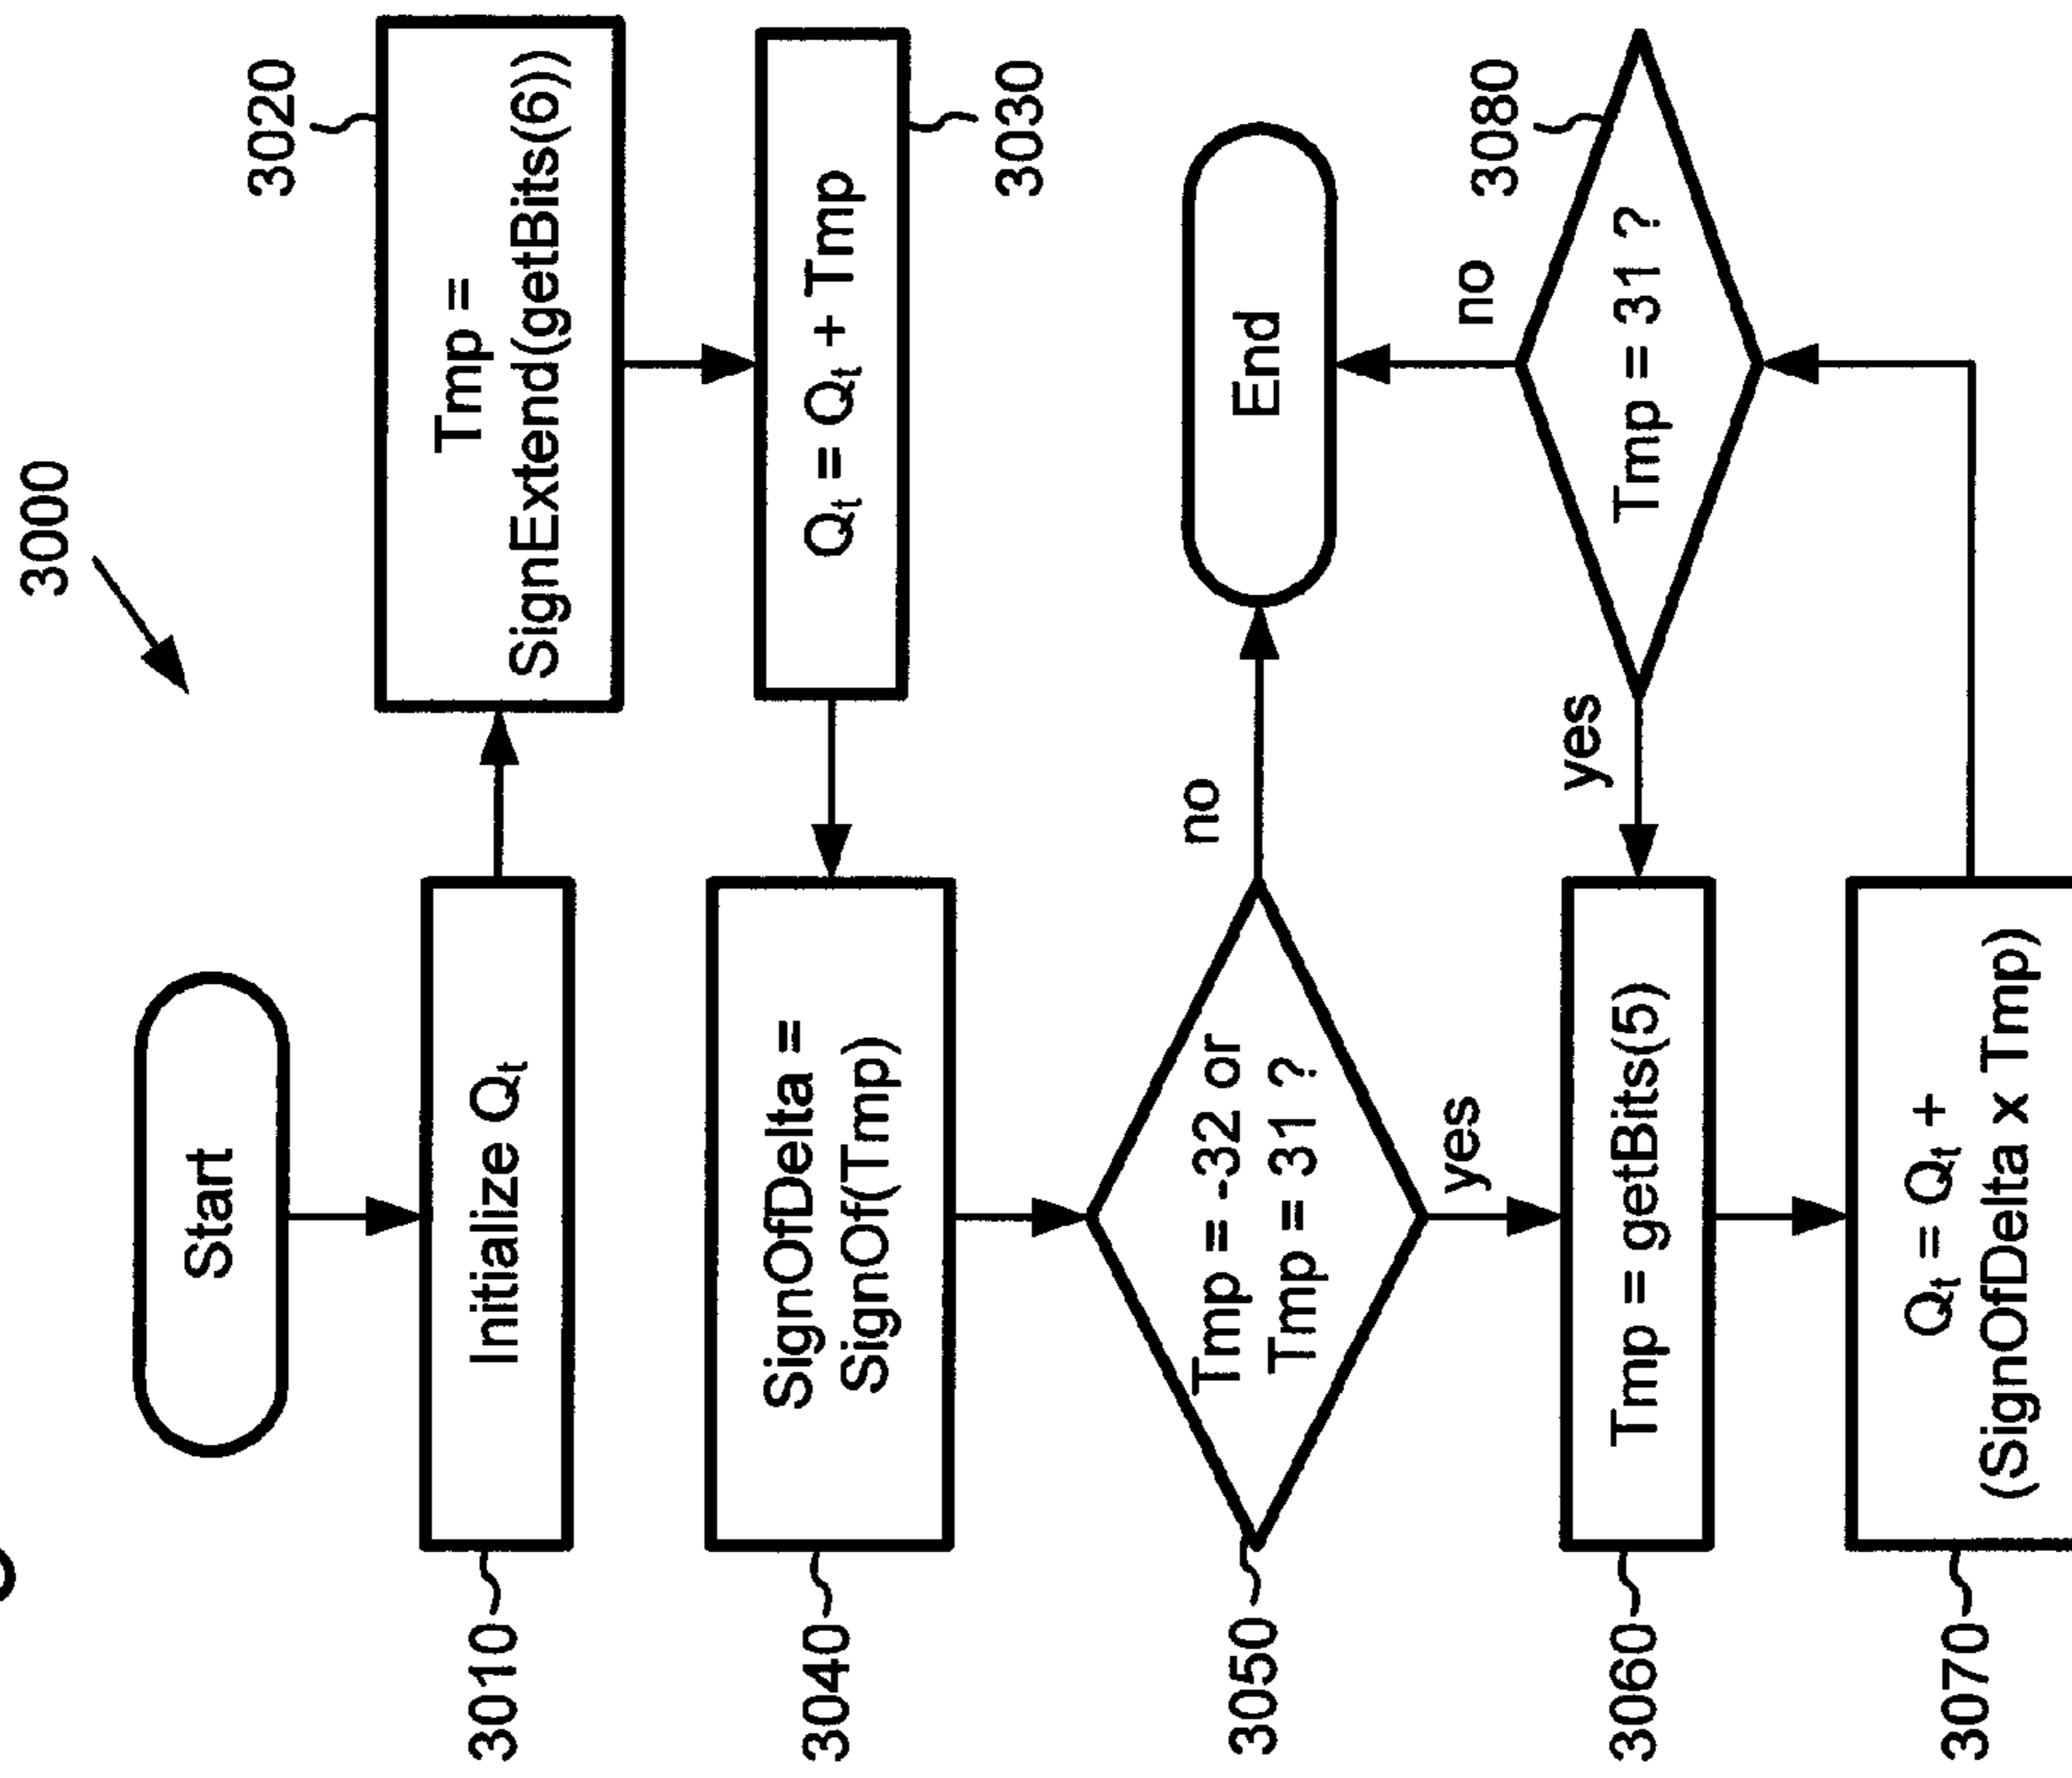 3000
Start
3010
Initialize Qt
3020
Tmp =
SignExtend(getBits(6))
Qt = Qt + Tmp
3030
3040
SignOfDelta =
SignOf(Tmp)
3050
Tmp = -32 or
Tmp = 31 ?
no
End
yes
3060
Tmp = getBits(5)
3070
Qt = Qt +
(SignOfDelta x Tmp)
3080
Tmp = 31 ?
no
yes